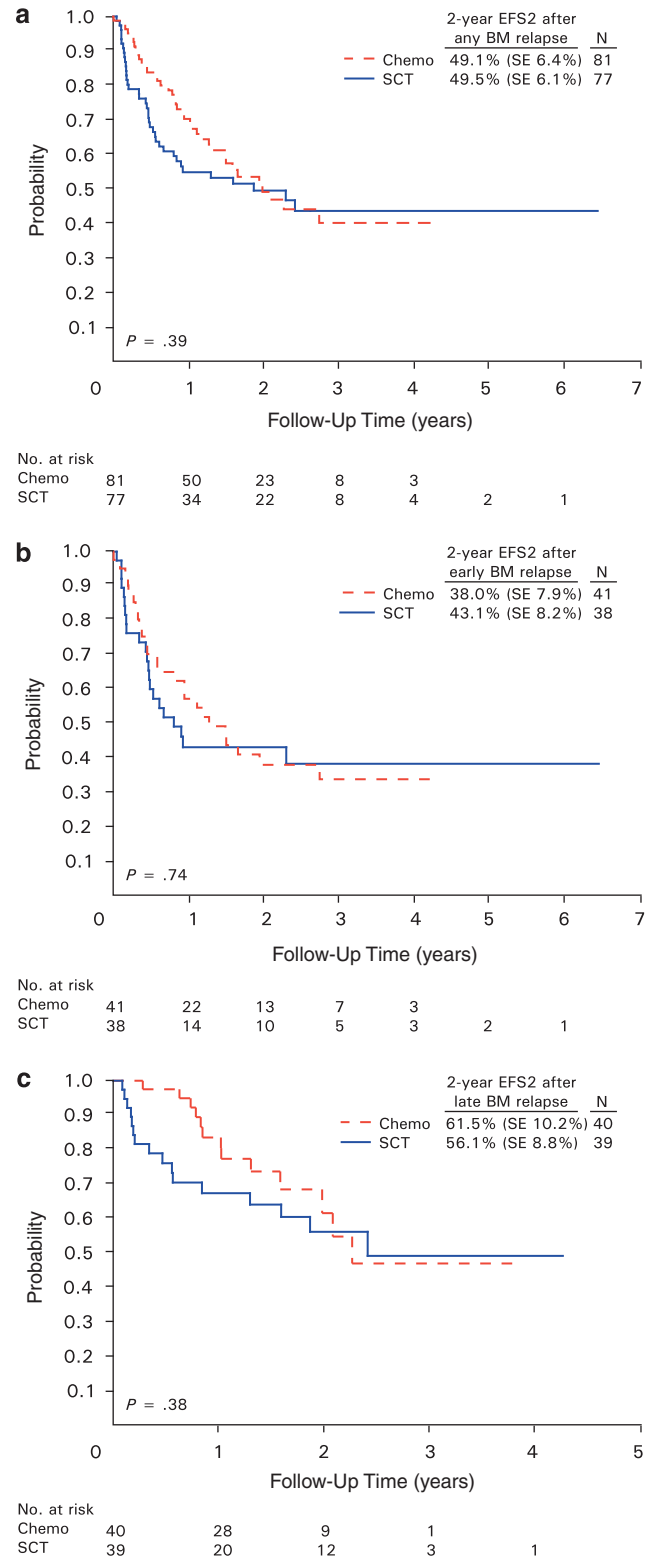 a
2-year EFS2 after
any BM relapse N
Chemo 49.1% (SE 6.4%) 81
SCT 49.5% (SE 6.1%) 77
1.0
0.9
0.8
0.7
0.6
0.5
0.4
0.3
0.2
0.1
Probability
P = .39
0 1 2 3 4 5 6 7
Follow-Up Time (years)
No. at risk
Chemo 81 50 23 8 3
SCT 77 34 22 8 4 2 1
b
2-year EFS2 after
early BM relapse N
Chemo 38.0% (SE 7.9%) 41
SCT 43.1% (SE 8.2%) 38
1.0
0.9
0.8
0.7
0.6
0.5
0.4
0.3
0.2
0.1
Probability
P = .74
0 1 2 3 4 5 6 7
Follow-Up Time (years)
No. at risk
Chemo 41 22 13 7 3
SCT 38 14 10 5 3 2 1
c
2-year EFS2 after
late BM relapse N
Chemo 61.5% (SE 10.2%) 40
SCT 56.1% (SE 8.8%) 39
1.0
0.9
0.8
0.7
0.6
0.5
0.4
0.3
0.2
0.1
Probability
P = .38
0 1 2 3 4 5
Follow-Up Time (years)
No. at risk
Chemo 40 28 9 1
SCT 39 20 12 3 1